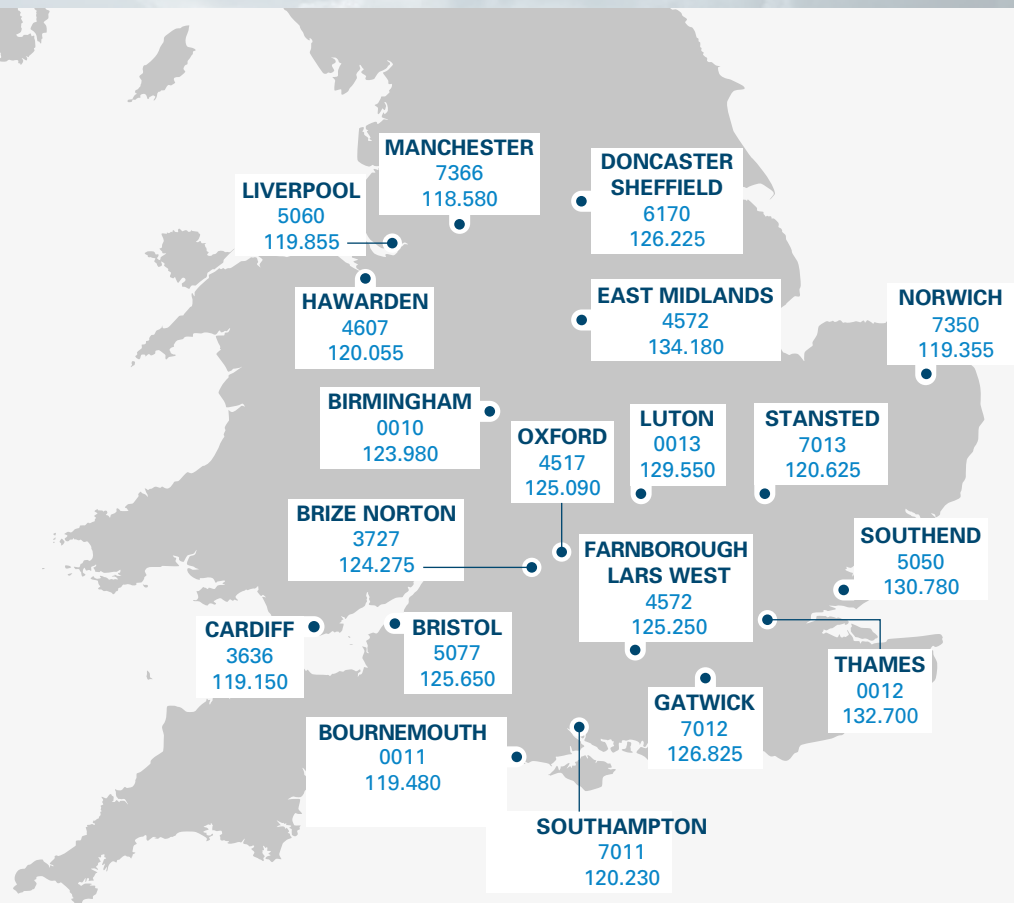 MANCHESTER
7366
118.580
DONCASTER
SHEFFIELD
6170
126.225
LIVERPOOL
5060
119.855
HAWARDEN
4607
120.055
EAST MIDLANDS
4572
134.180
NORWICH
7350
119.355
BIRMINGHAM
0010
123.980
OXFORD
4517
125.090
LUTON
0013
129.550
STANSTED
7013
120.625
BRIZE NORTON
3727
124.275
FARNBOROUGH
LARS WEST
4572
125.250
SOUTHEND
5050
130.780
CARDIFF
3636
119.150
BRISTOL
5077
125.650
THAMES
0012
132.700
GATWICK
7012
126.825
BOURNEMOUTH
0011
119.480
SOUTHAMPTON
7011
120.230